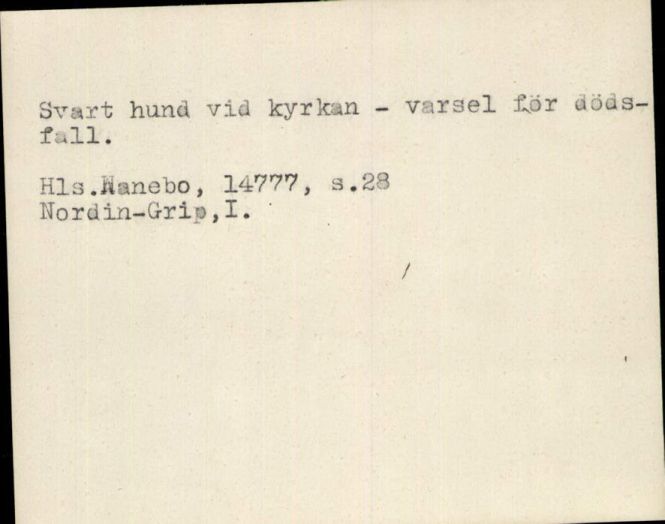 Svart hund vid kyrkan - varsel för döds-
fall.
Hls.Hanebo, 14777, s.28
Nordin-Grip,I.